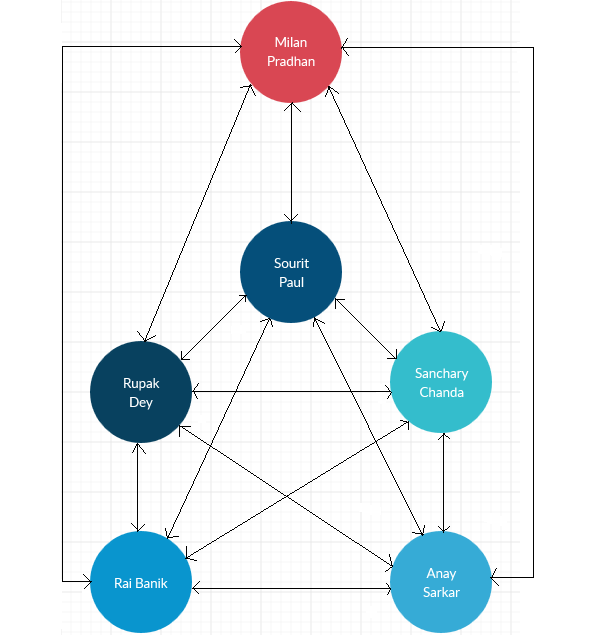 Milan
Pradhan
Sourit
Paul
Sanchary
Chanda
Rupak
Dey
Rai Banik
Anay
Sarkar